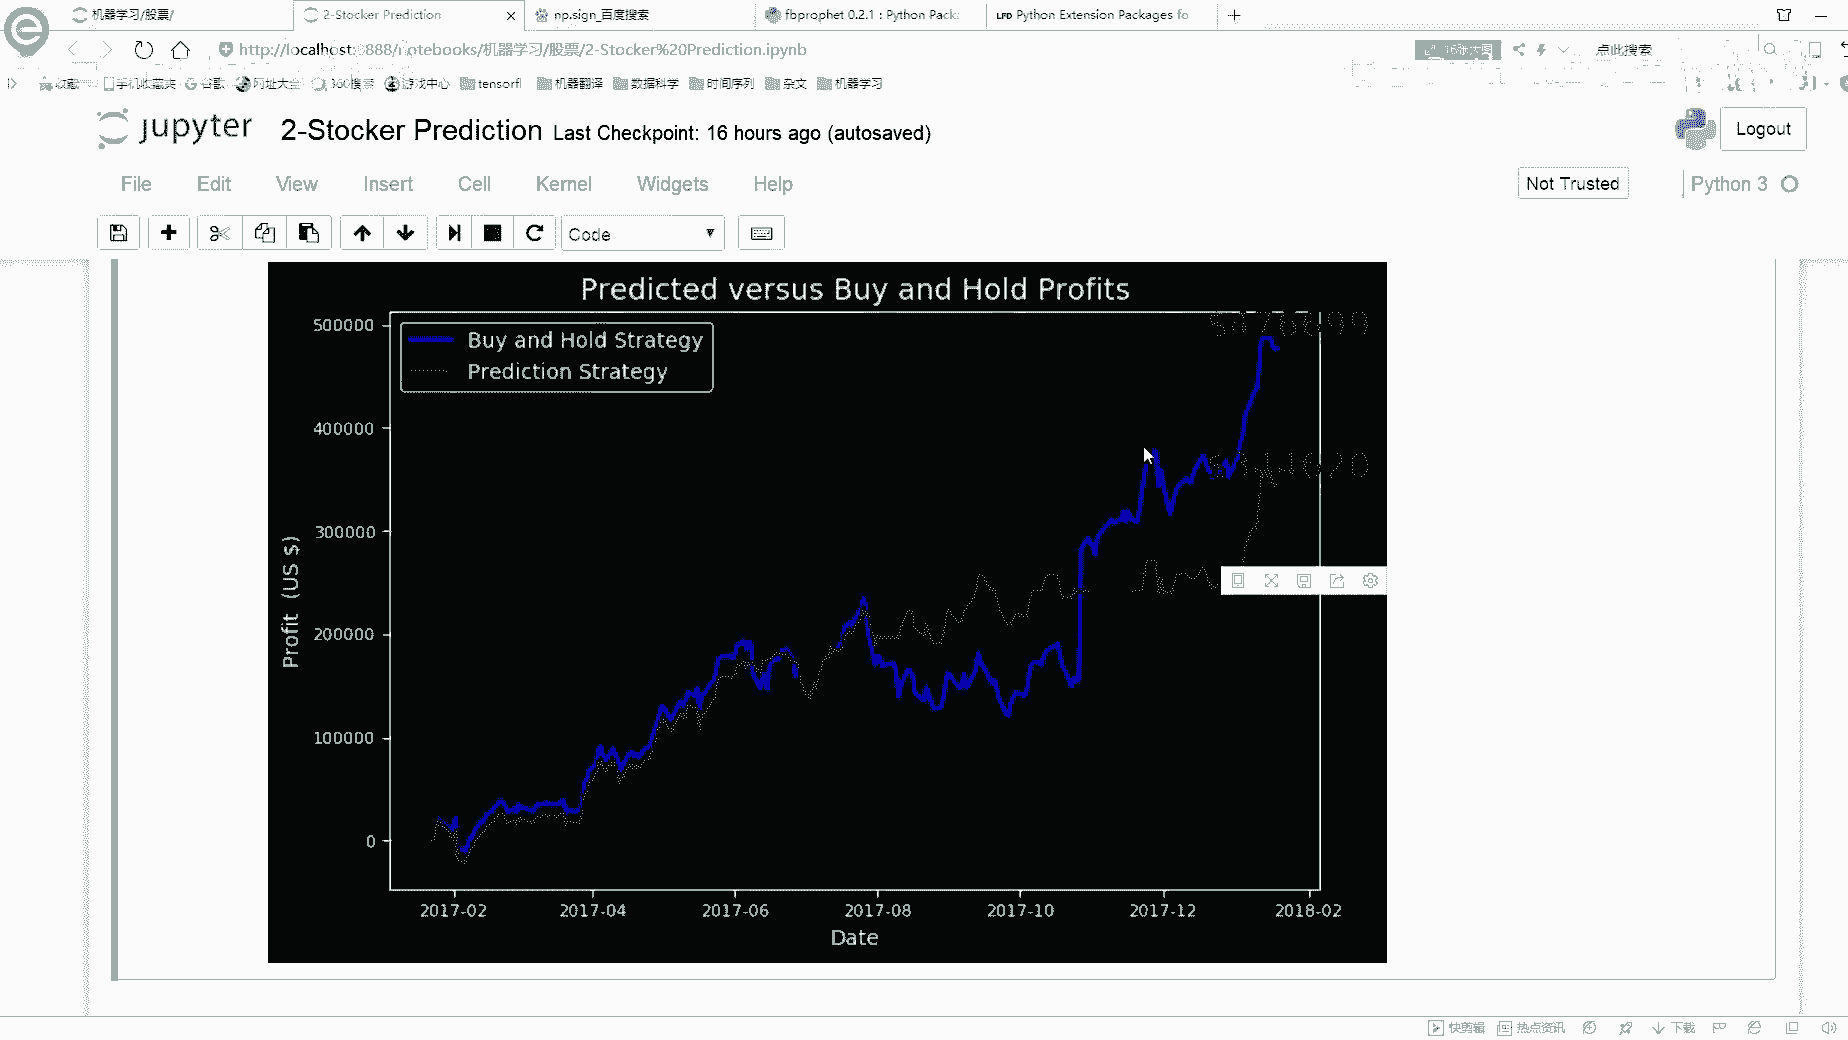 机器学习/股票/
2-Stocker Prediction
np.sign_百度搜索
fbprophet 0.2.1 : Python Pack
LFD Python Extension Packages fo
http://localhost:8888/notebooks/机器学习/股票/2-Stocker%20Prediction.ipynb
16张大图
点此搜索
收藏
手机收藏夹
谷歌
网址大全
360搜索
游戏中心
tensorfl
机器翻译
数据科学
时间序列
杂文
机器学习
jupyter 2-Stocker Prediction Last Checkpoint: 16 hours ago (autosaved)
Logout
File Edit View Insert Cell Kernel Widgets Help
Not Trusted
Python 3
Code
Predicted versus Buy and Hold Profits
Buy and Hold Strategy
Prediction Strategy
500000
400000
300000
200000
100000
0
Profit (US $)
2017-02 2017-04 2017-06 2017-08 2017-10 2017-12 2018-02
Date
快剪辑
热点资讯
下载